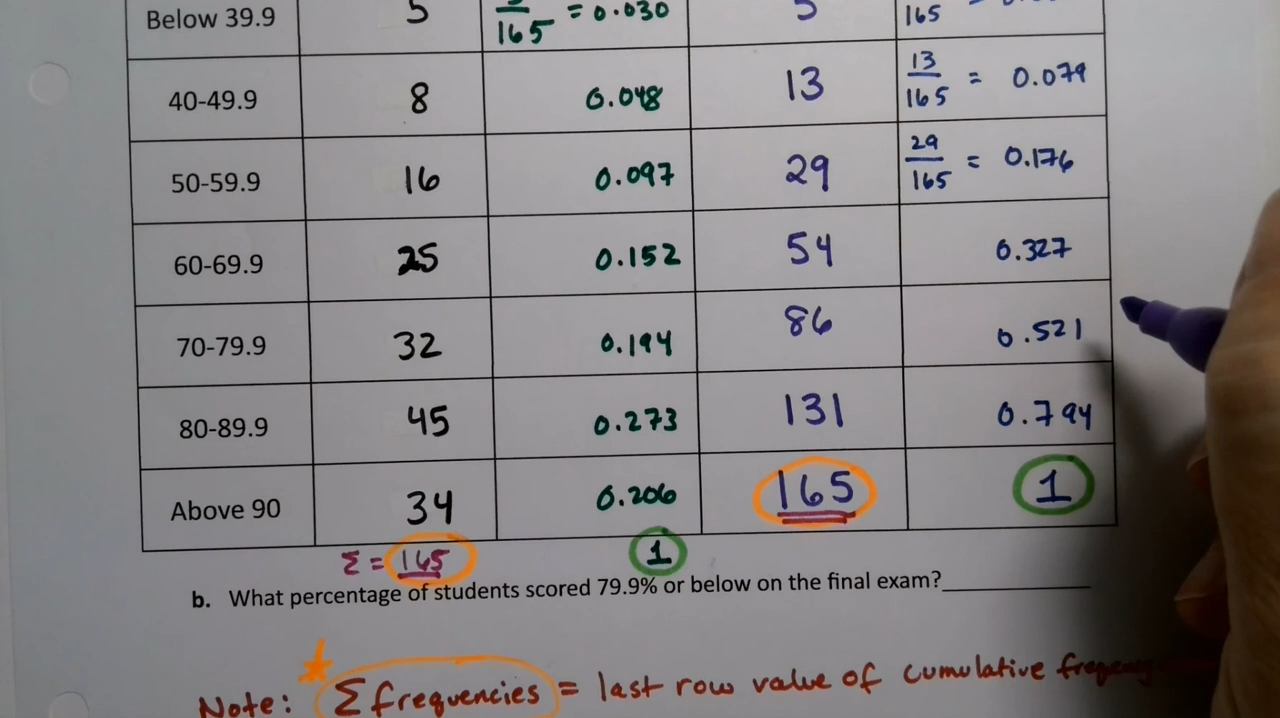 Below 39.9 5 5/165 = 0.030 5 165
40-49.9 8 0.048 13 13/165 = 0.079
50-59.9 16 0.097 29 29/165 = 0.176
60-69.9 25 0.152 54 0.327
70-79.9 32 0.194 86 0.521
80-89.9 45 0.273 131 0.794
Above 90 34 0.206 165 1
Σ = 165 1
b. What percentage of students scored 79.9% or below on the final exam?
Note: Σ frequencies = last row value of cumulative frequency